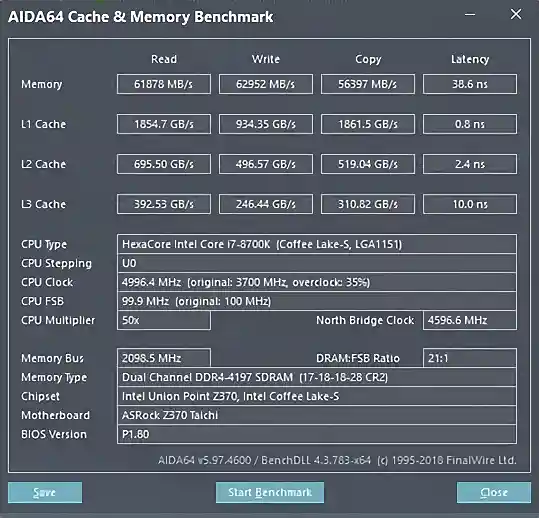 AIDA64 Cache & Memory Benchmark
Read Write Copy Latency
Memory 61878 MB/s 62952 MB/s 56397 MB/s 38.6 ns
L1 Cache 1854.7 GB/s 934.35 GB/s 1861.5 GB/s 0.8 ns
L2 Cache 695.50 GB/s 496.57 GB/s 519.04 GB/s 2.4 ns
L3 Cache 392.53 GB/s 246.44 GB/s 310.82 GB/s 10.0 ns
CPU Type HexaCore Intel Core i7-8700K (Coffee Lake-S, LGA1151)
CPU Stepping U0
CPU Clock 4996.4 MHz (original: 3700 MHz, overclock: 35%)
CPU FSB 99.9 MHz (original: 100 MHz)
CPU Multiplier 50x North Bridge Clock 4596.6 MHz
Memory Bus 2098.5 MHz DRAM:FSB Ratio 21:1
Memory Type Dual Channel DDR4-4197 SDRAM (17-18-18-28 CR2)
Chipset Intel Union Point Z370, Intel Coffee Lake-S
Motherboard ASRock Z370 Taichi
BIOS Version P1.80
AIDA64 v5.97.4600 / BenchDLL 4.3.783-x64 (c) 1995-2018 FinalWire Ltd.
Save Start Benchmark Close